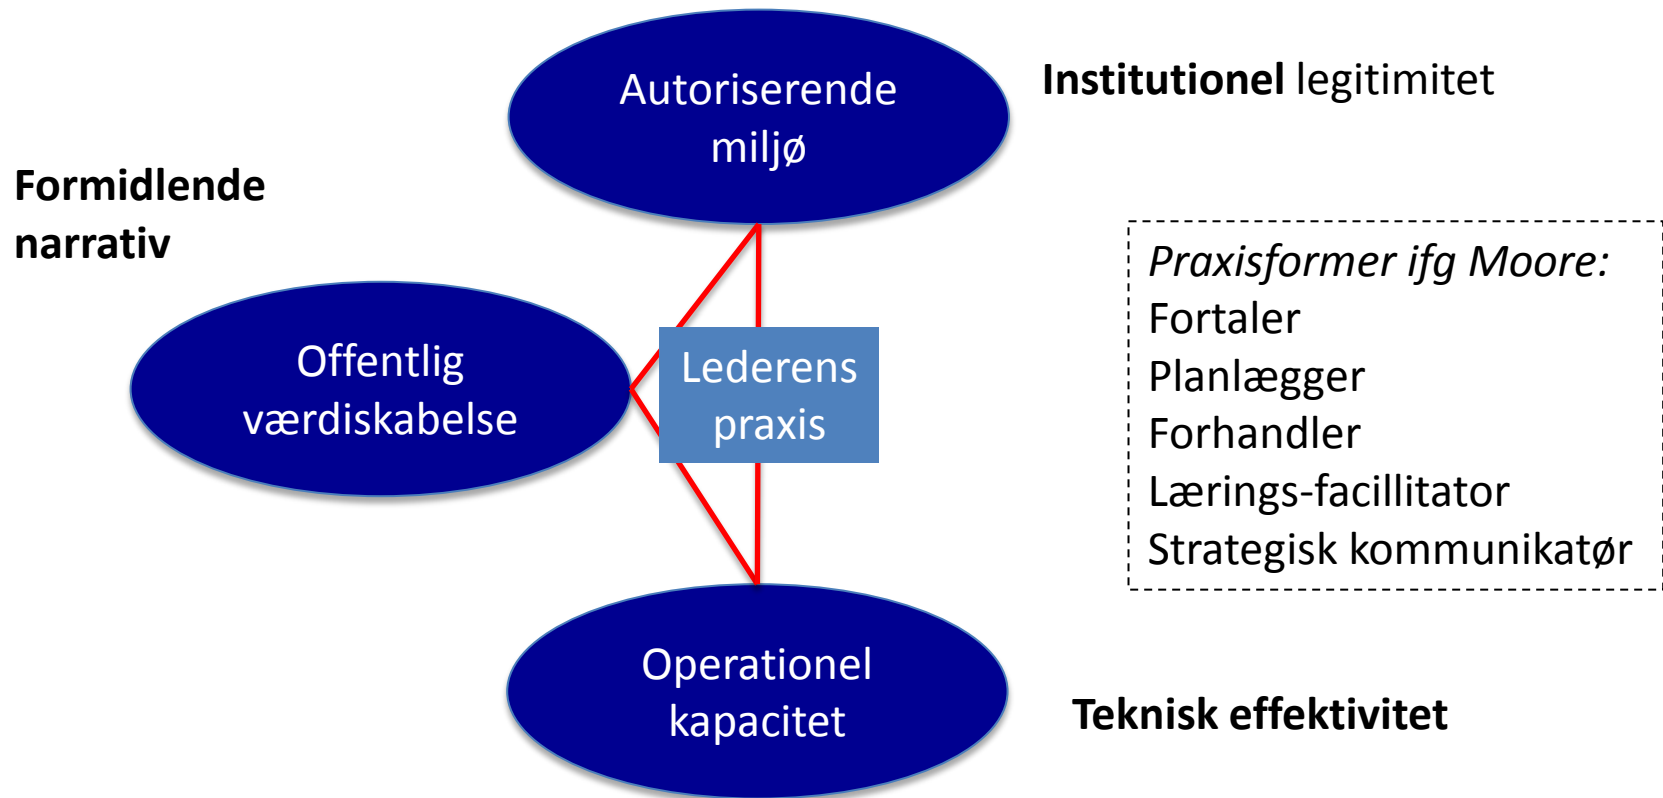 Autoriserende
miljø
Institutionel legitimitet
Formidlende
narrativ
Offentlig
værdiskabelse
Lederens
praxis
Praxisformer ifg Moore:
Fortaler
Planlægger
Forhandler
Lærings-facillitator
Strategisk kommunikatør
Operationel
kapacitet
Teknisk effektivitet